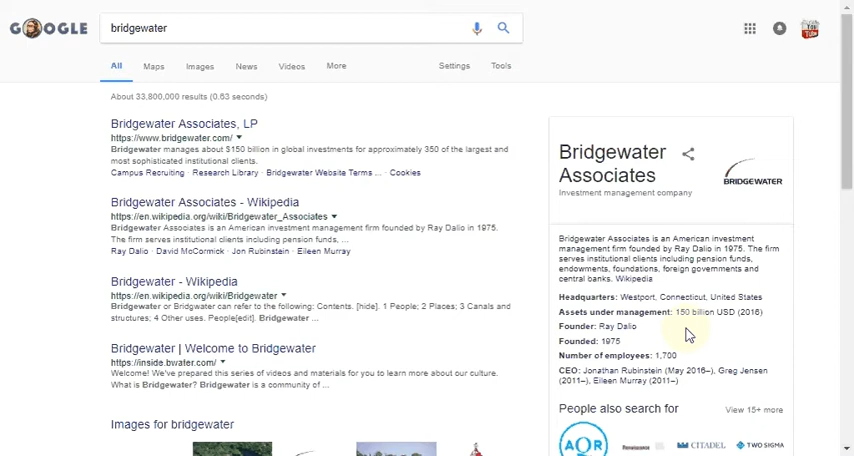 GOOGLE
bridgewater
All Maps Images News Videos More Settings Tools
About 33,800,000 results (0.63 seconds)
Bridgewater Associates, LP
https://www.bridgewater.com/
Bridgewater manages about $150 billion in global investments for approximately 350 of the largest and
most sophisticated institutional clients.
Campus Recruiting · Research Library · Bridgewater Website Terms ... · Cookies
Bridgewater Associates - Wikipedia
https://en.wikipedia.org/wiki/Bridgewater_Associates
Bridgewater Associates is an American investment management firm founded by Ray Dalio in 1975.
The firm serves institutional clients including pension funds, ...
Ray Dalio · David McCormick · Jon Rubinstein · Eileen Murray
Bridgewater - Wikipedia
https://en.wikipedia.org/wiki/Bridgewater
Bridgewater or Bridgwater can refer to the following: Contents. [hide]. 1 People; 2 Places; 3 Canals and
structures; 4 Other uses. People[edit]. Bridgewater ...
Bridgewater | Welcome to Bridgewater
https://inside.bwater.com/
Welcome! We've prepared this series of videos and materials for you to learn more about our culture.
What is Bridgewater? Bridgewater is a community of ...
Images for bridgewater
Bridgewater
Associates
Investment management company
BRIDGEWATER
Bridgewater Associates is an American investment
management firm founded by Ray Dalio in 1975. The firm
serves institutional clients including pension funds,
endowments, foundations, foreign governments and
central banks. Wikipedia
Headquarters: Westport, Connecticut, United States
Assets under management: 150 billion USD (2016)
Founder: Ray Dalio
Founded: 1975
Number of employees: 1,700
CEO: Jonathan Rubinstein (May 2016–), Greg Jensen
(2011–), Eileen Murray (2011–)
People also search for View 15+ more
AQR Renaissance CITADEL TWO SIGMA